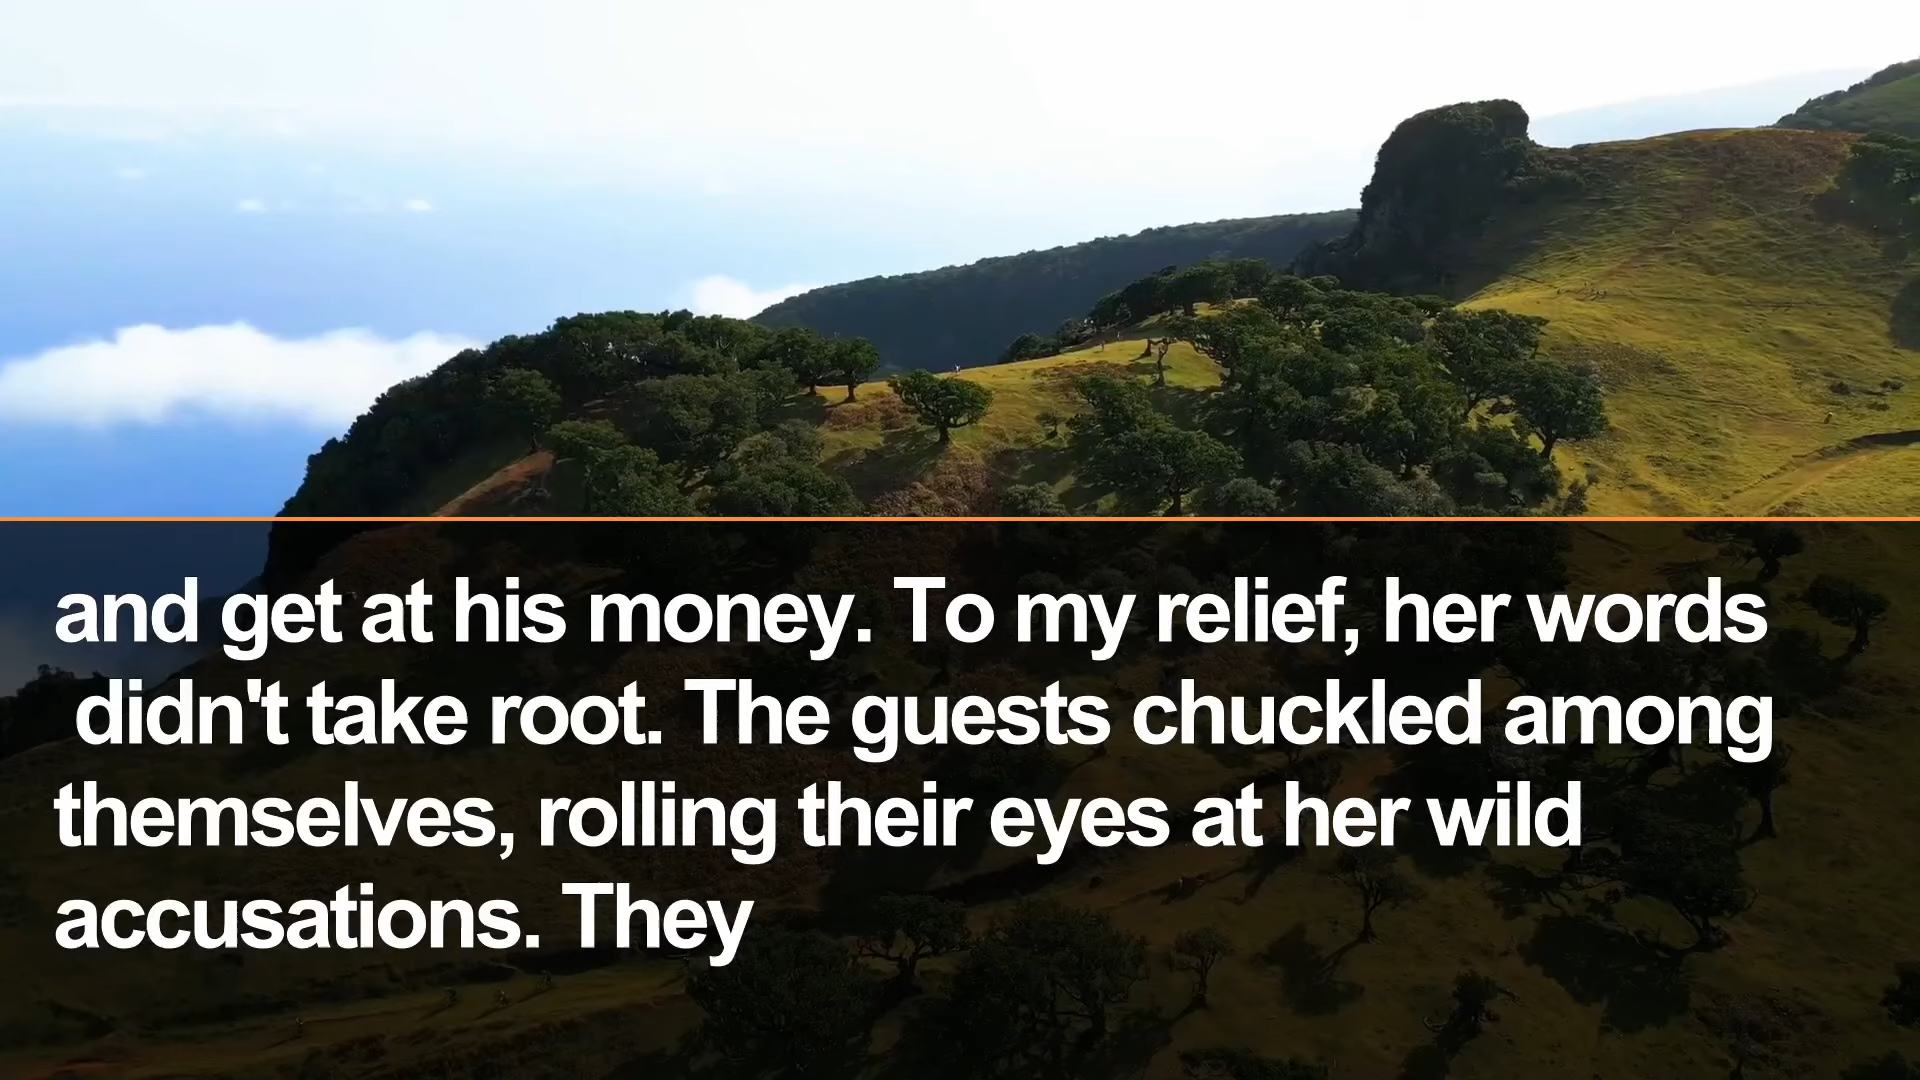 and get at his money. To my relief, her words
didn't take root. The guests chuckled among
themselves, rolling their eyes at her wild
accusations. They